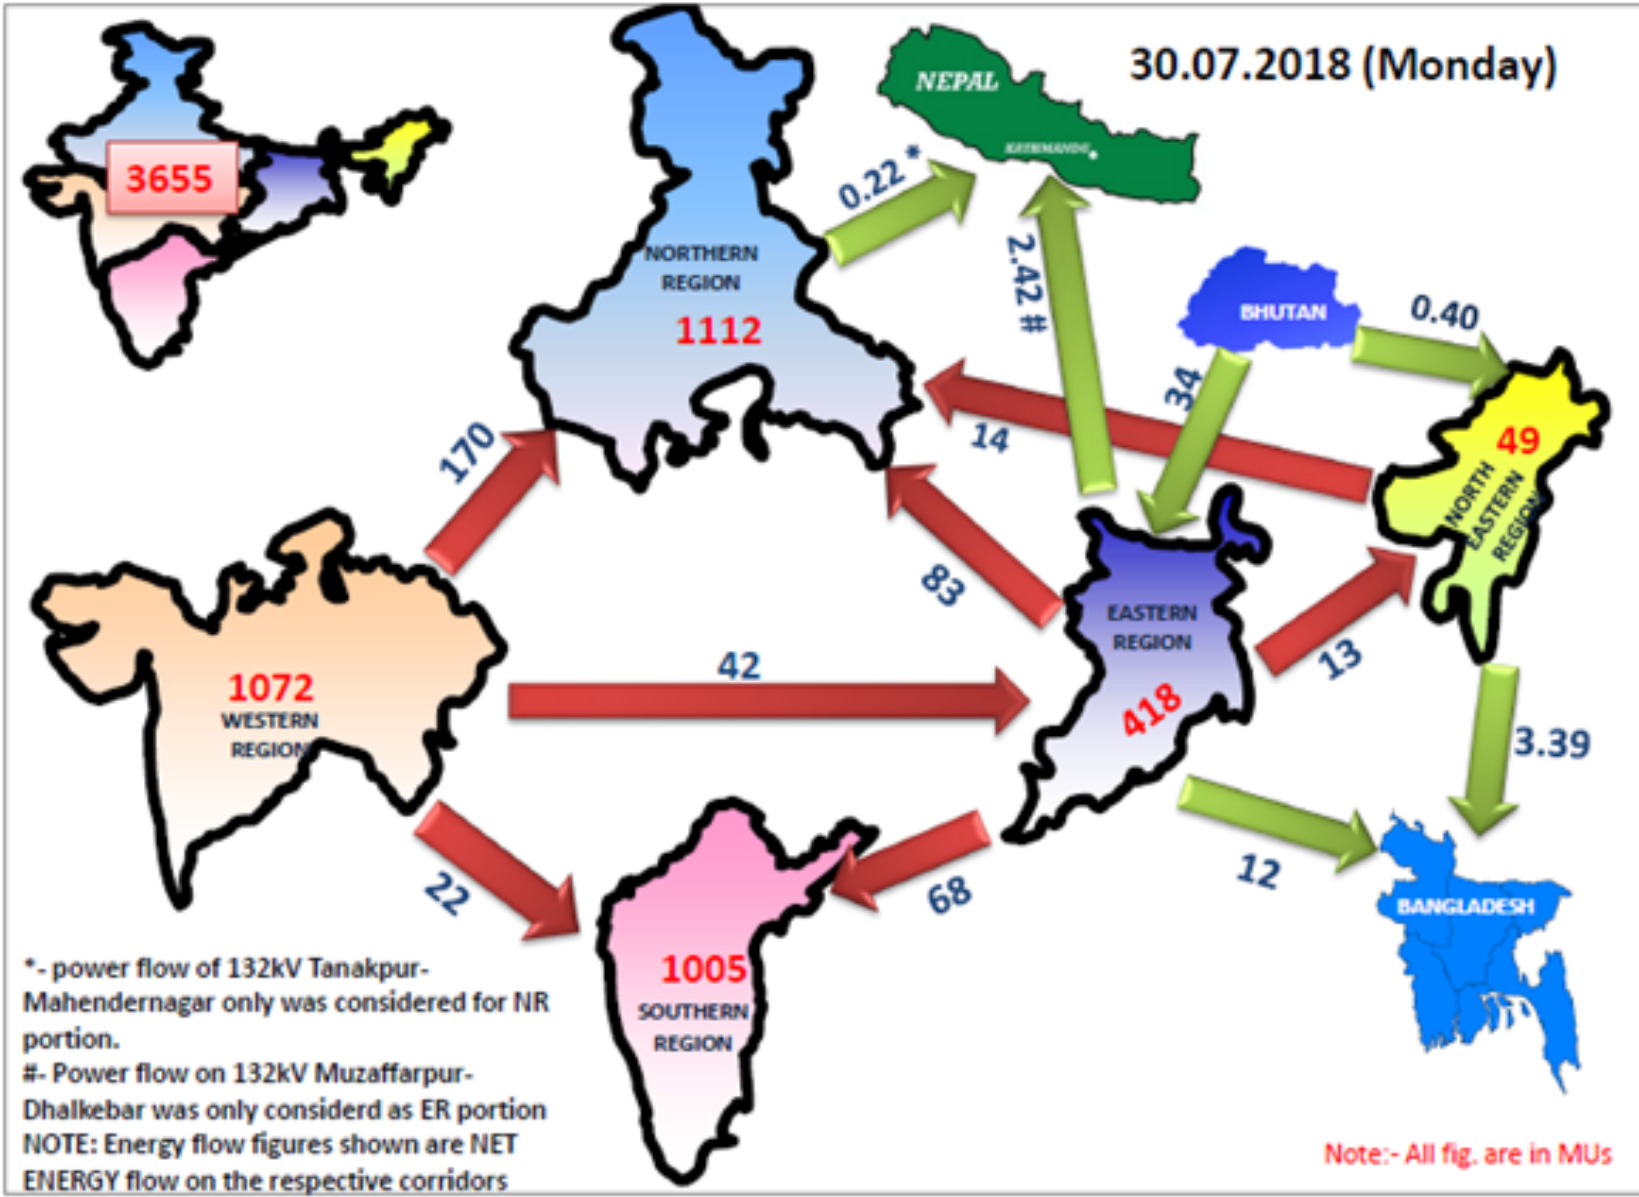 30.07.2018 (Monday)
NEPAL
KATHMANDU
3655
0.22 *
2.42 #
NORTHERN
REGION
1112
BHUTAN
0.40
34
14
49
NORTH
EASTERN
REGION
170
83
EASTERN
REGION
418
13
42
1072
WESTERN
REGION
3.39
22
68
12
BANGLADESH
1005
SOUTHERN
REGION
*- power flow of 132kV Tanakpur-
Mahendernagar only was considered for NR
portion.
#- Power flow on 132kV Muzaffarpur-
Dhalkebar was only considerd as ER portion
NOTE: Energy flow figures shown are NET
ENERGY flow on the respective corridors
Note:- All fig. are in MUs